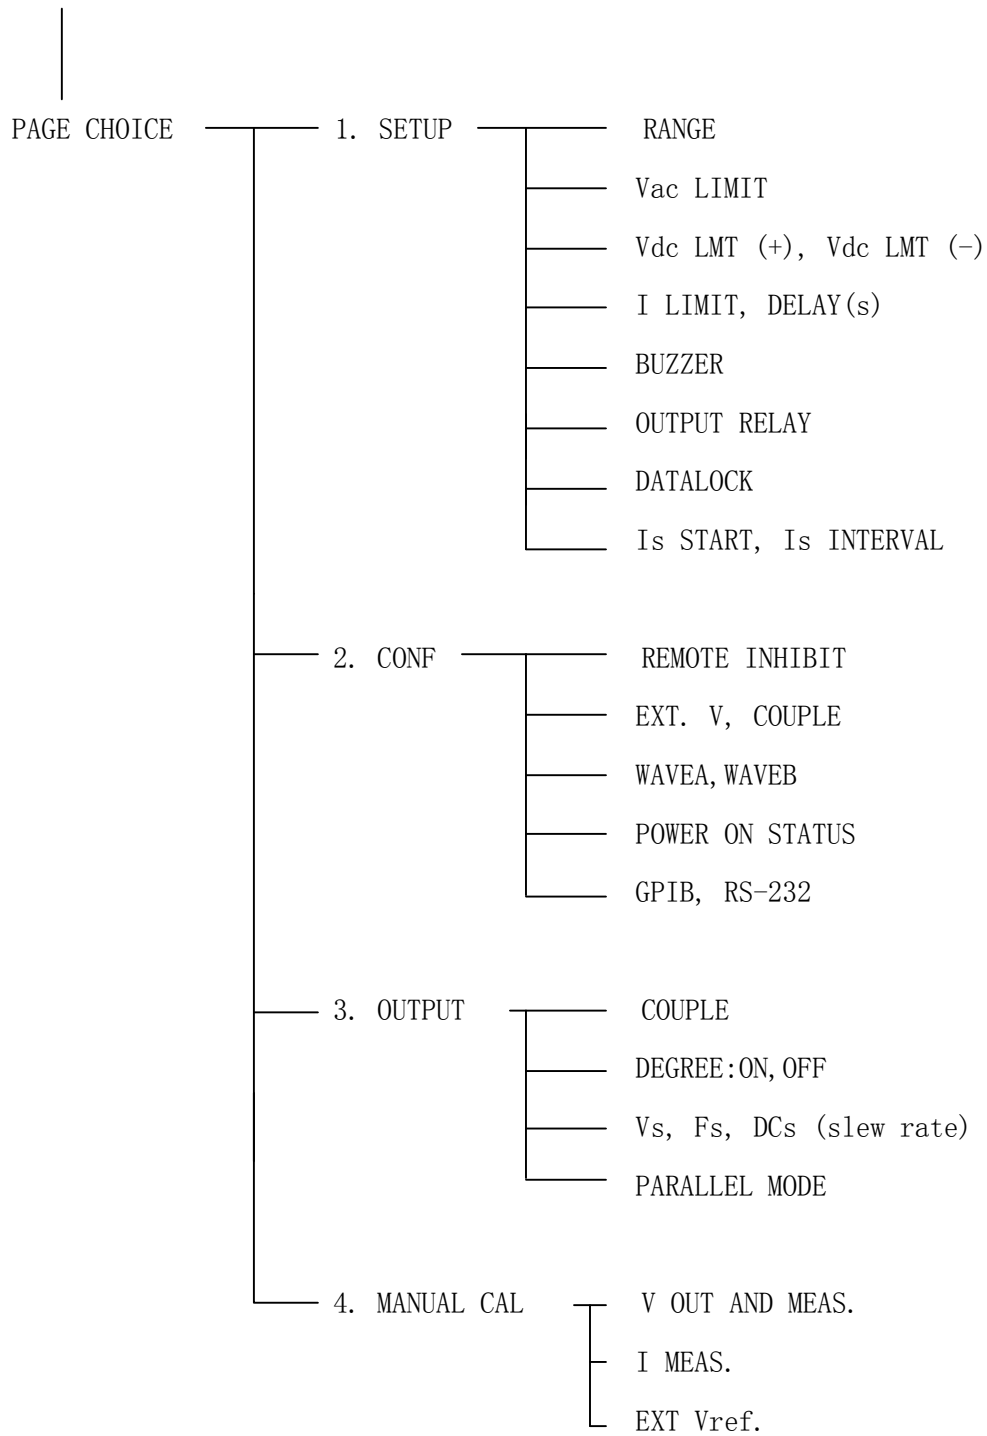 PAGE CHOICE 1. SETUP RANGE
Vac LIMIT
Vdc LMT (+), Vdc LMT (-)
I LIMIT, DELAY(s)
BUZZER
OUTPUT RELAY
DATALOCK
Is START, Is INTERVAL
2. CONF REMOTE INHIBIT
EXT. V, COUPLE
WAVEA,WAVEB
POWER ON STATUS
GPIB, RS-232
3. OUTPUT COUPLE
DEGREE:ON,OFF
Vs, Fs, DCs (slew rate)
PARALLEL MODE
4. MANUAL CAL V OUT AND MEAS.
I MEAS.
EXT Vref.